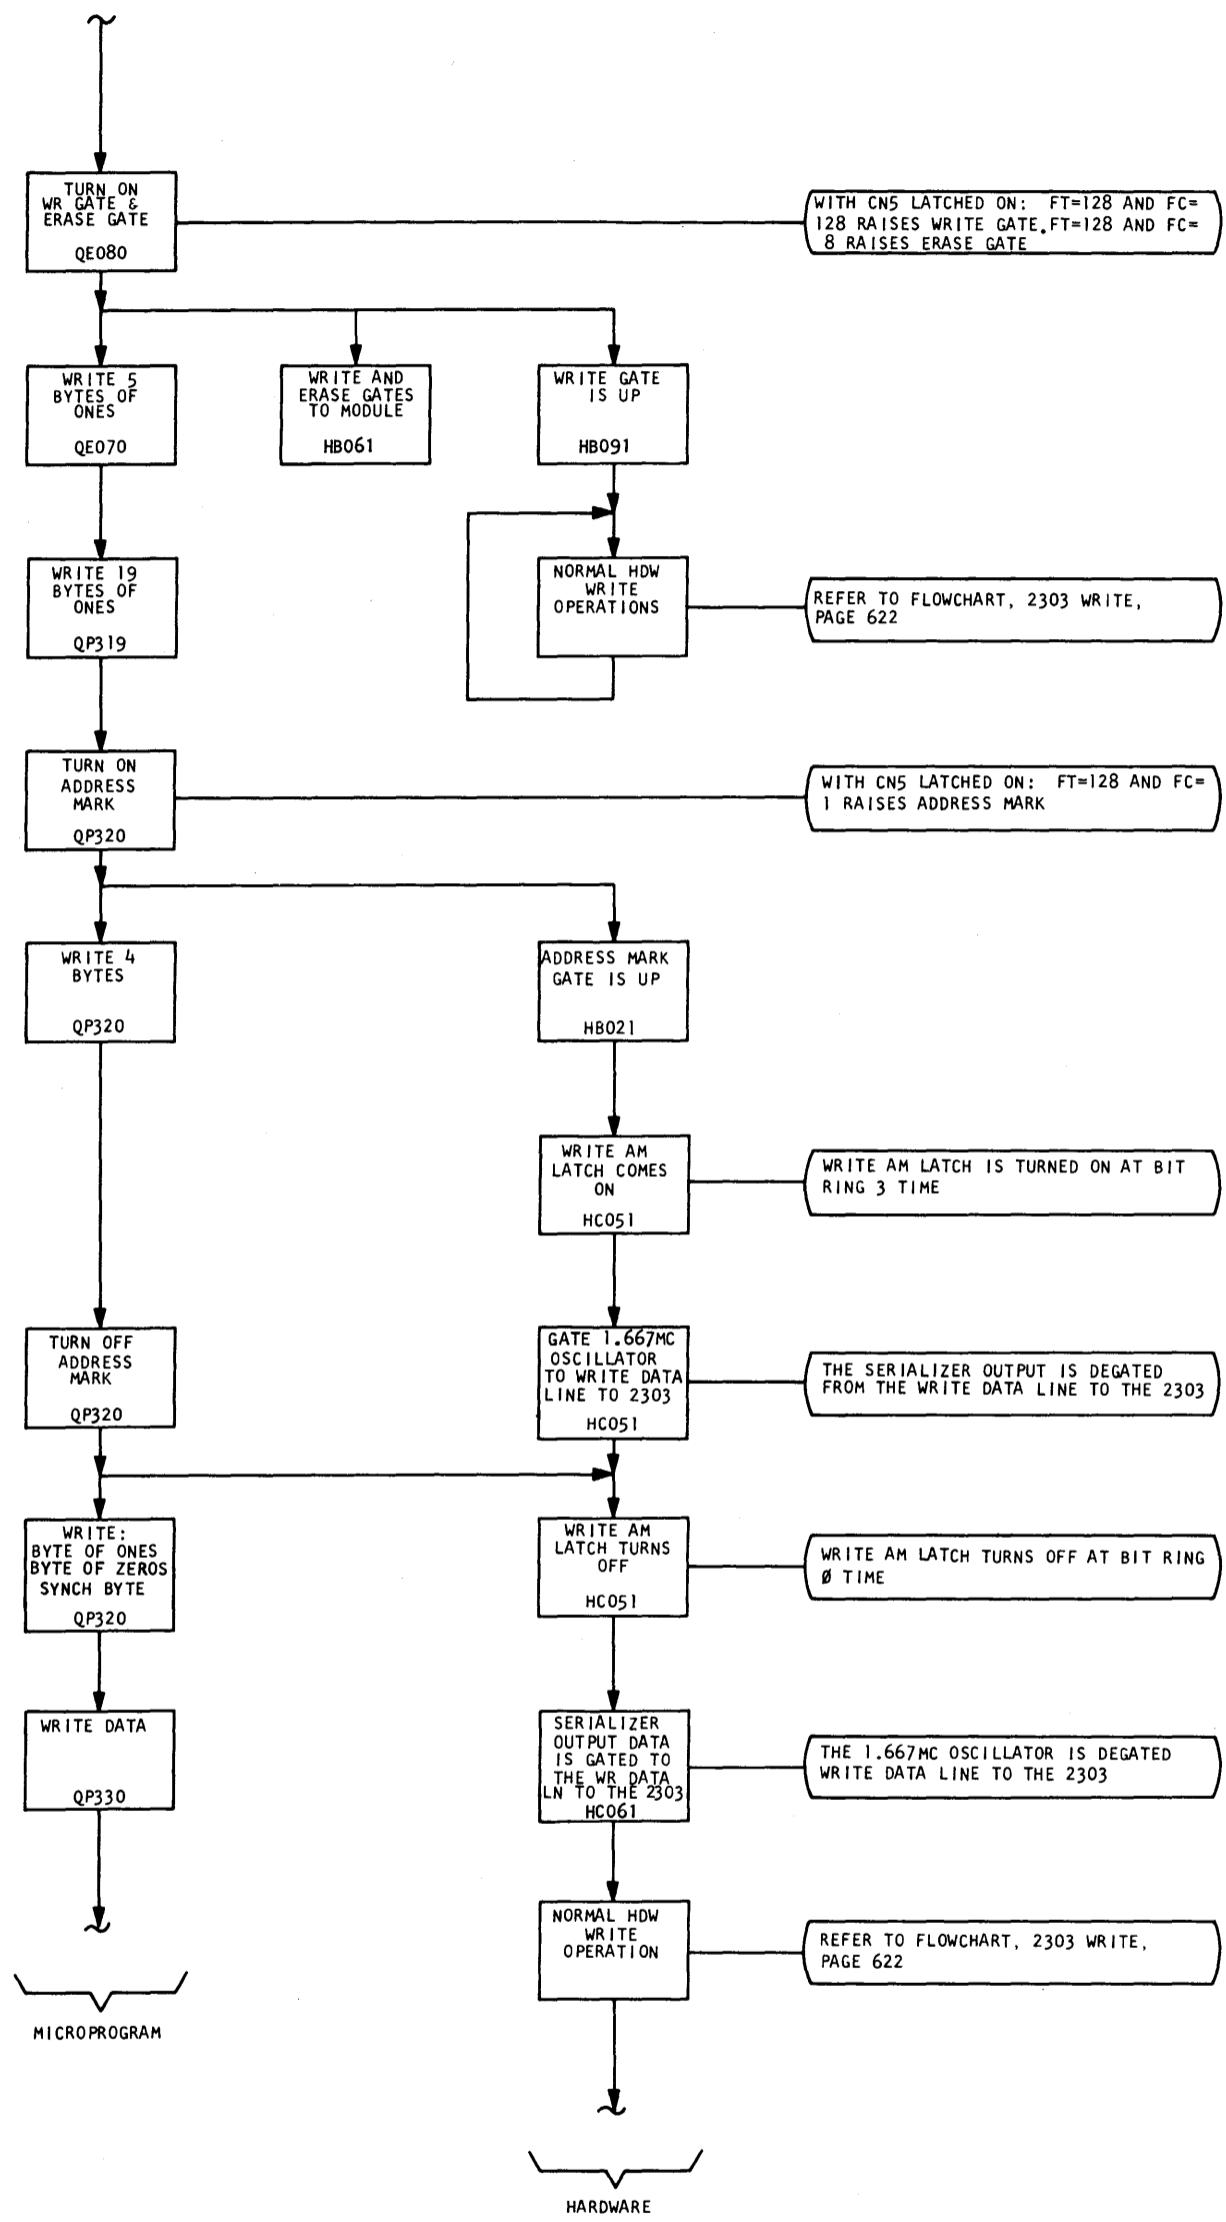 TURN ON
WR GATE &
ERASE GATE
QE080
WITH CN5 LATCHED ON: FT=128 AND FC=
128 RAISES WRITE GATE.FT=128 AND FC=
8 RAISES ERASE GATE
WRITE 5
BYTES OF
ONES
QE070
WRITE AND
ERASE GATES
TO MODULE
HB061
WRITE GATE
IS UP
HB091
WRITE 19
BYTES OF
ONES
QP319
NORMAL HDW
WRITE
OPERATIONS
REFER TO FLOWCHART, 2303 WRITE,
PAGE 622
TURN ON
ADDRESS
MARK
QP320
WITH CN5 LATCHED ON: FT=128 AND FC=
1 RAISES ADDRESS MARK
WRITE 4
BYTES
QP320
ADDRESS MARK
GATE IS UP
HB021
WRITE AM
LATCH COMES
ON
HC051
WRITE AM LATCH IS TURNED ON AT BIT
RING 3 TIME
TURN OFF
ADDRESS
MARK
QP320
GATE 1.667MC
OSCILLATOR
TO WRITE DATA
LINE TO 2303
HC051
THE SERIALIZER OUTPUT IS DEGATED
FROM THE WRITE DATA LINE TO THE 2303
WRITE:
BYTE OF ONES
BYTE OF ZEROS
SYNCH BYTE
QP320
WRITE AM
LATCH TURNS
OFF
HC051
WRITE AM LATCH TURNS OFF AT BIT RING
Ø TIME
WRITE DATA
QP330
SERIALIZER
OUTPUT DATA
IS GATED TO
THE WR DATA
LN TO THE 2303
HC061
THE 1.667MC OSCILLATOR IS DEGATED
WRITE DATA LINE TO THE 2303
NORMAL HDW
WRITE
OPERATION
REFER TO FLOWCHART, 2303 WRITE,
PAGE 622
MICROPROGRAM
HARDWARE